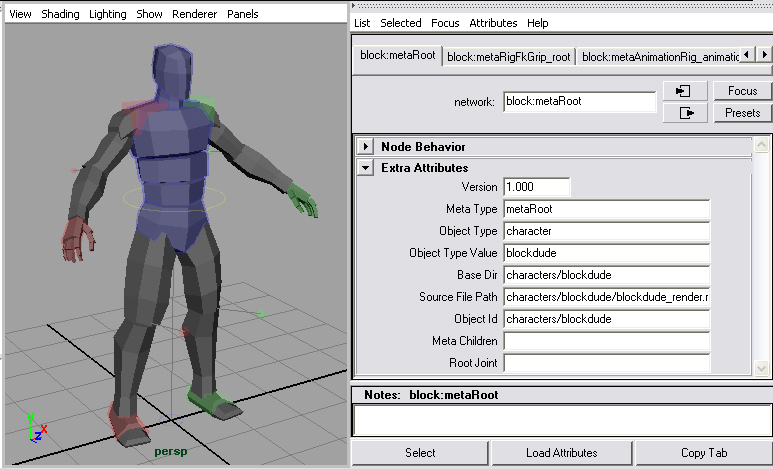 View Shading Lighting Show Renderer Panels
List Selected Focus Attributes Help
block:metaRoot block:metaRigFkGrip_root block:metaAnimationRig_animatic
network: block:metaRoot
Focus
Presets
Node Behavior
Extra Attributes
Version 1.000
Meta Type metaRoot
Object Type character
Object Type Value blockdude
Base Dir characters/blockdude
Source File Path characters/blockdude/blockdude_render.r
Object Id characters/blockdude
Meta Children
Root Joint
Notes: block:metaRoot
Select Load Attributes Copy Tab
y
x
z
persp